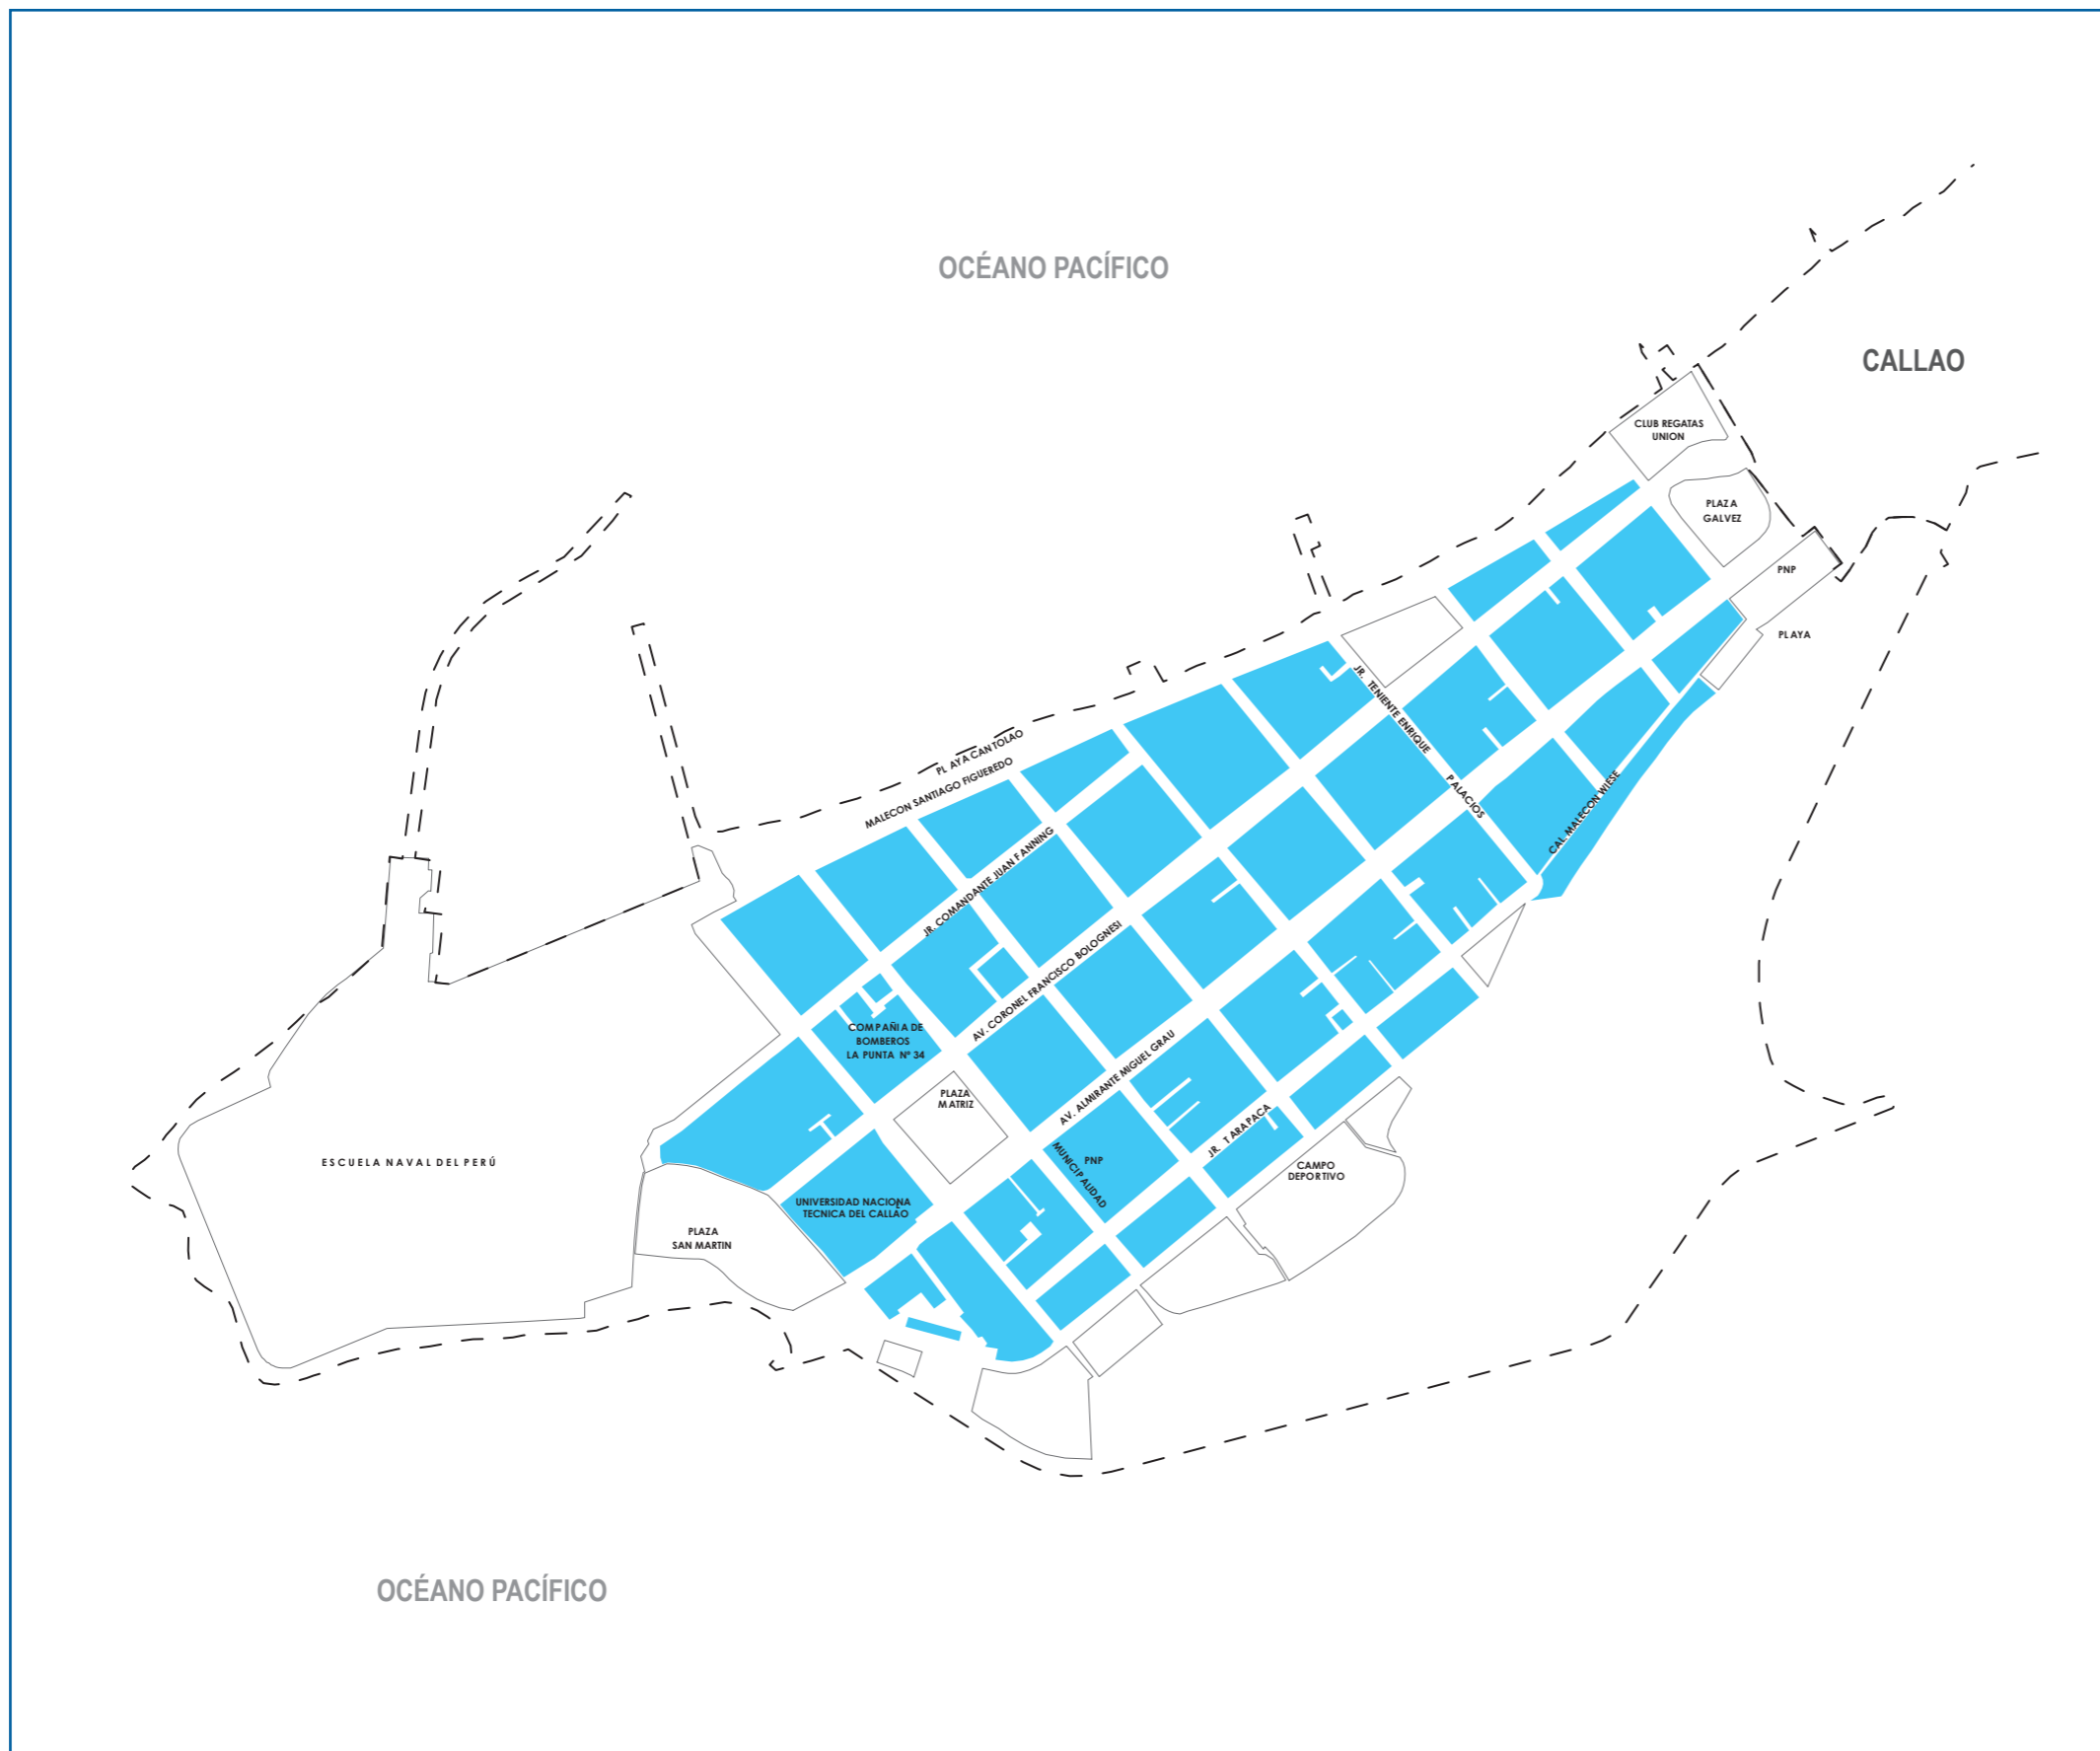 OCÉANO PACÍFICO
CALLAO
CLUB REGATAS
UNION
PLAZA
GALVEZ
PNP
PLAYA
JR. TENIENTE ENRIQUE PALACIOS
PLAYA CANTOLAO
MALECON SANTIAGO FIGUEREDO
CAL. MALECON WIESE
JR. COMANDANTE JUAN FANNING
AV. CORONEL FRANCISCO BOLOGNESI
COMPAÑIA DE
BOMBEROS
LA PUNTA Nº 34
AV. ALMIRANTE MIGUEL GRAU
PLAZA
MATRIZ
JR. TARAPACA
ESCUELA NAVAL DEL PERÚ
PNP
MUNICIPALIDAD
CAMPO
DEPORTIVO
UNIVERSIDAD NACIONAL
TECNICA DEL CALLAO
PLAZA
SAN MARTIN
OCÉANO PACÍFICO